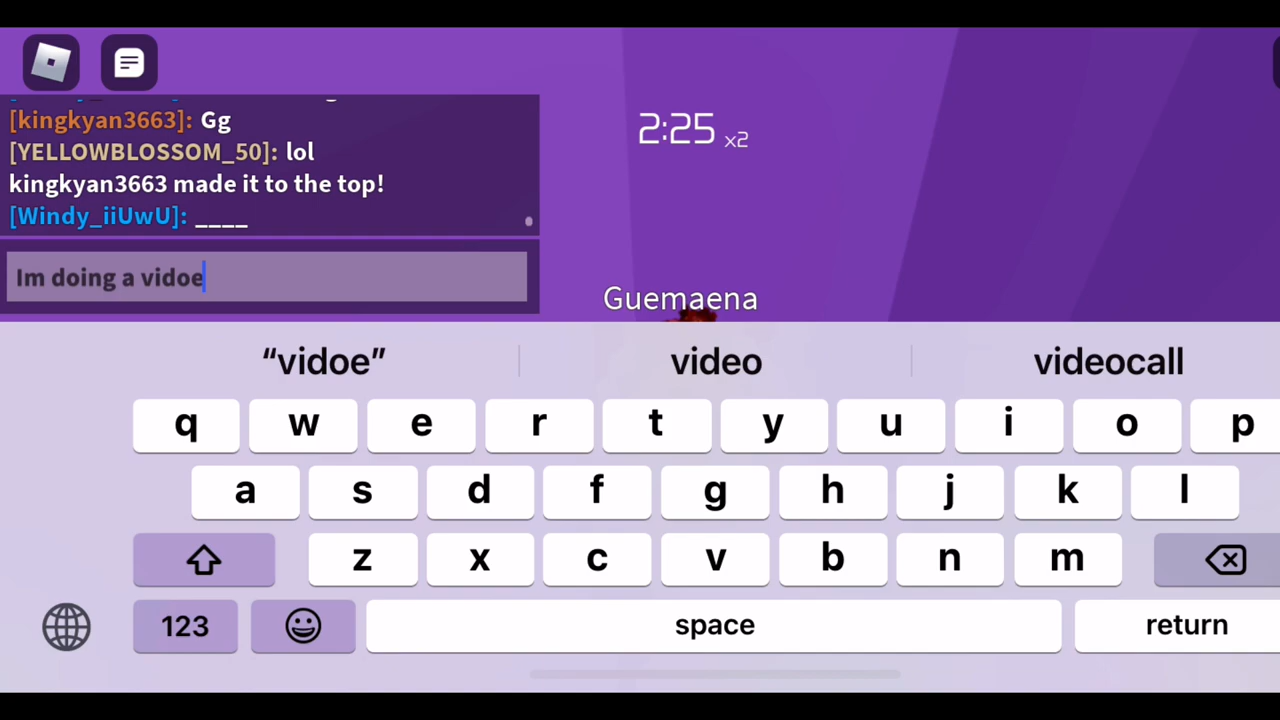 [kingkyan3663]: Gg
2:25 x2
[YELLOWBLOSSOM_50]: lol
kingkyan3663 made it to the top!
[Windy_iiUwU]: ____
Im doing a vidoe
Guemaena
“vidoe” video videocall
q w e r t y u i o p
a s d f g h j k l
z x c v b n m
123 space return